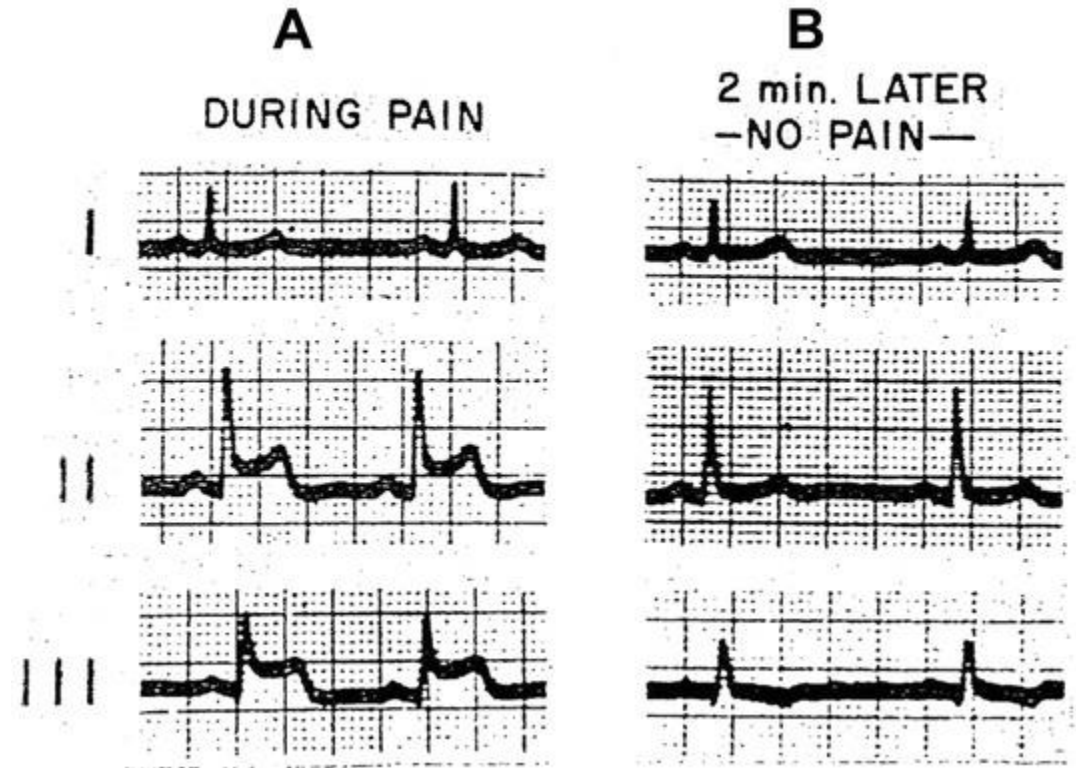 A
DURING PAIN
B
2 min. LATER
—NO PAIN—
I
II
III